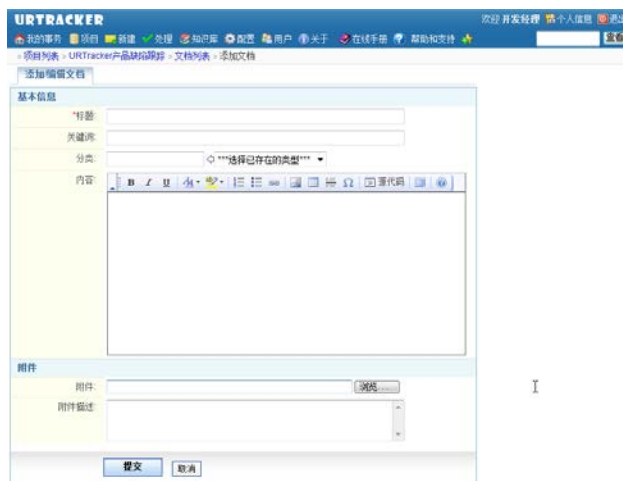 URTRACKER
欢迎 开发经理 个人信息 退出
我的事务 项目 新建 处理 知识库 配置 用户 关于 在线手册 帮助和支持 查看
» 项目列表 » URTracker产品缺陷跟踪 » 文档列表 » 添加文档
添加编辑文档
基本信息
*标题:
关键词:
分类: ***选择已存在的类型***
内容:
B I U 源代码
附件
附件: 浏览...
附件描述:
提交 取消